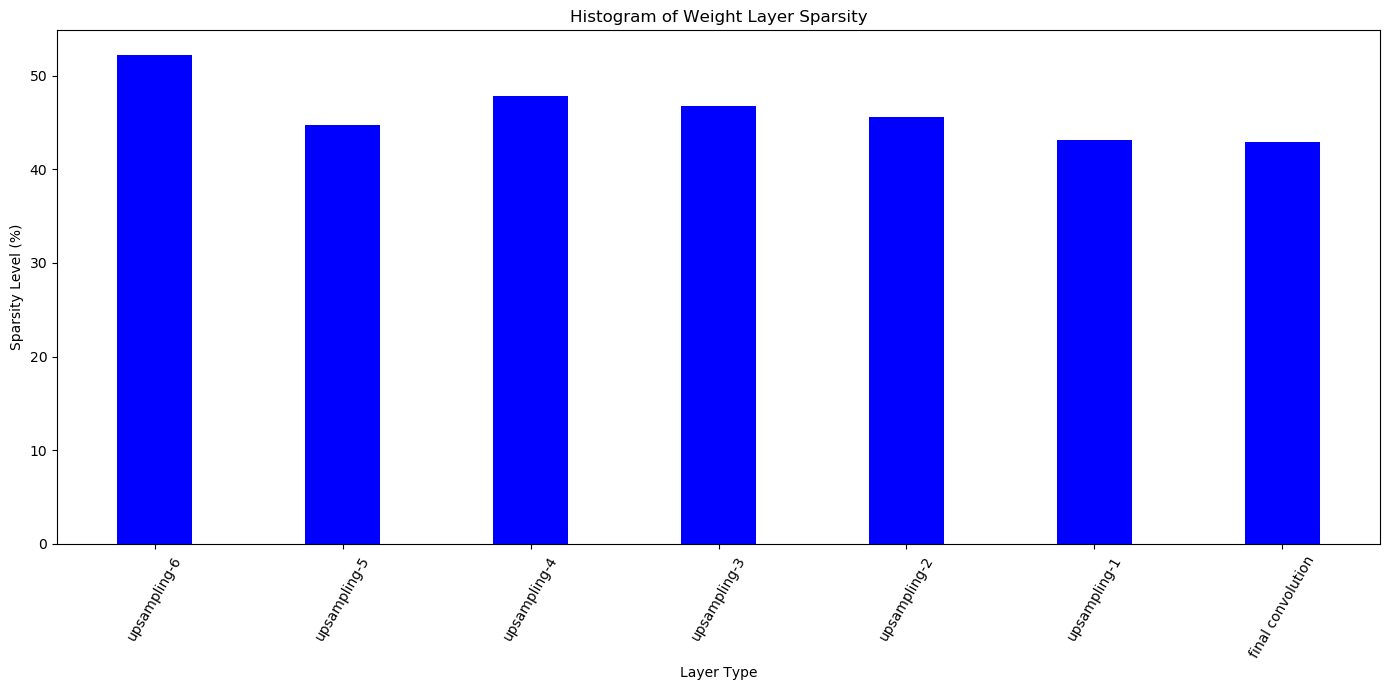 Histogram of Weight Layer Sparsity
Sparsity Level (%)
50
40
30
20
10
0
upsampling-6
upsampling-5
upsampling-4
upsampling-3
upsampling-2
upsampling-1
final convolution
Layer Type